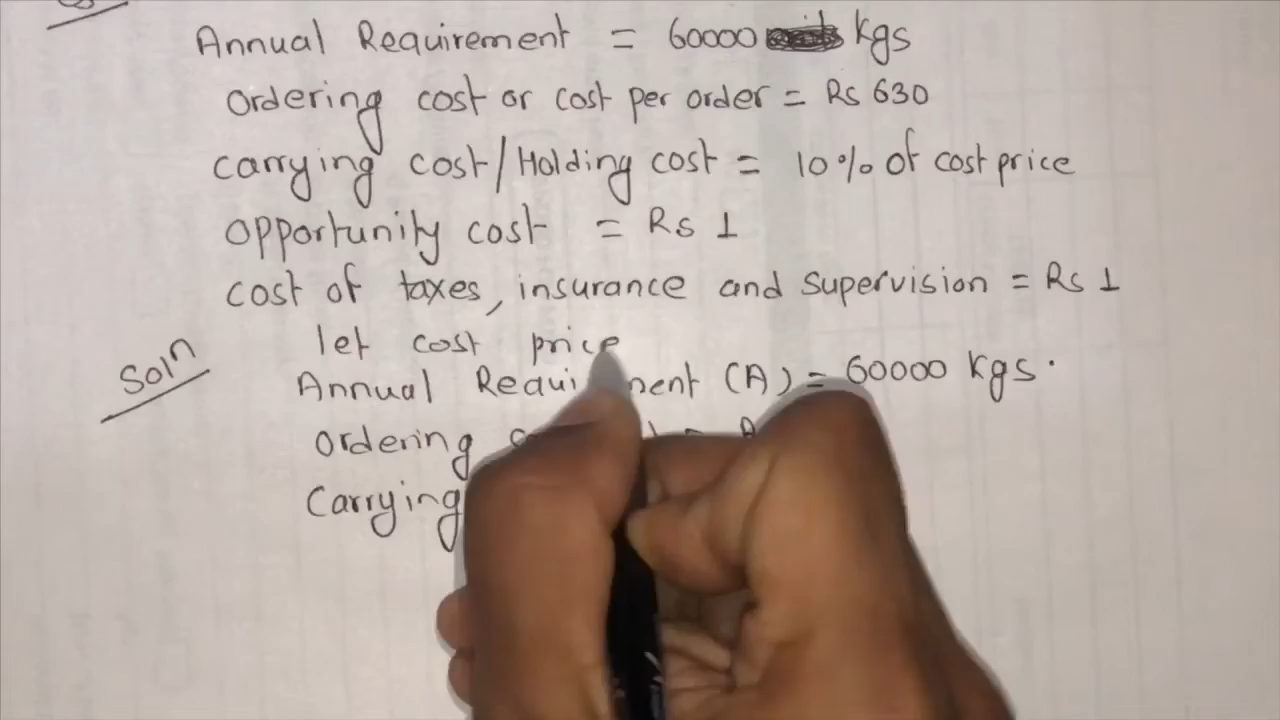 Annual Requirement = 60000 Kgs
Ordering cost or cost per order = Rs 630
Carrying cost/Holding cost = 10% of cost price
Opportunity cost = Rs 1
Cost of taxes, insurance and supervision = Rs 1
let cost price
Soln
Annual Requi nent (A) = 60000 Kgs.
Ordering
Carrying